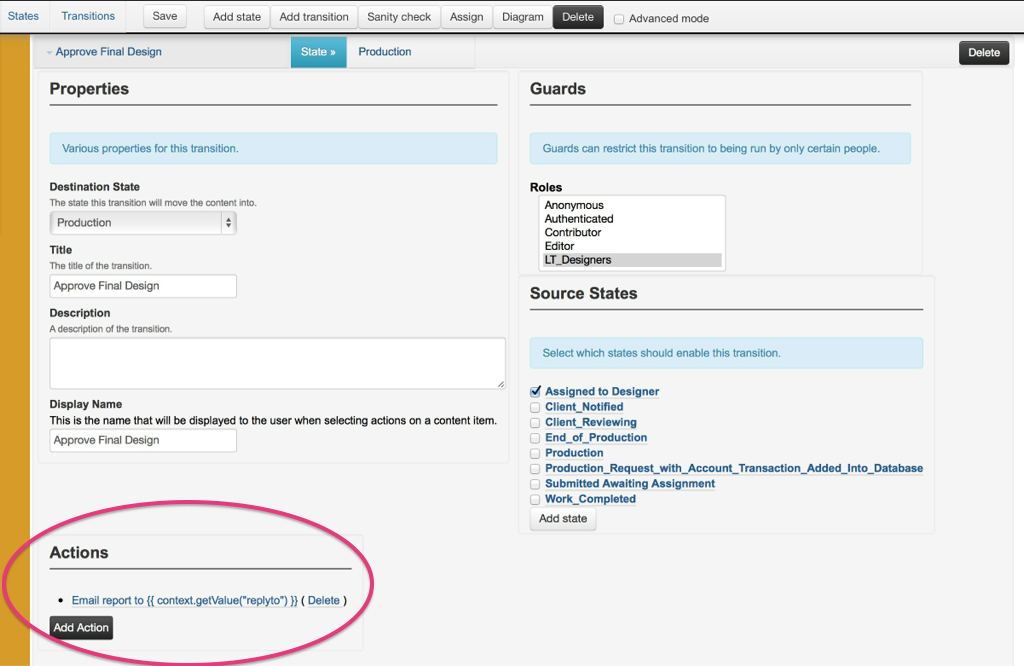 States Transitions Save Add state Add transition Sanity check Assign Diagram Delete Advanced mode
Approve Final Design State » Production Delete
Properties
Various properties for this transition.
Destination State
The state this transition will move the content into.
Production
Title
The title of the transition.
Approve Final Design
Description
A description of the transition.
Display Name
This is the name that will be displayed to the user when selecting actions on a content item.
Approve Final Design
Guards
Guards can restrict this transition to being run by only certain people.
Roles
Anonymous
Authenticated
Contributor
Editor
LT_Designers
Source States
Select which states should enable this transition.
Assigned to Designer
Client_Notified
Client_Reviewing
End_of_Production
Production
Production_Request_with_Account_Transaction_Added_Into_Database
Submitted Awaiting Assignment
Work_Completed
Add state
Actions
• Email report to {{ context.getValue("replyto") }} ( Delete )
Add Action